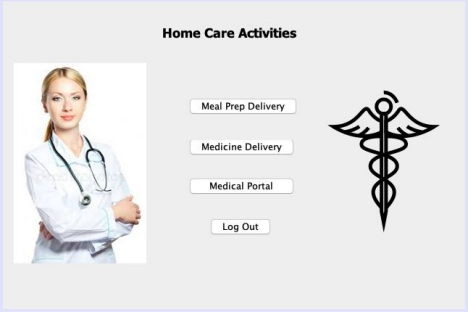 Home Care Activities
Meal Prep Delivery
Medicine Delivery
Medical Portal
Log Out